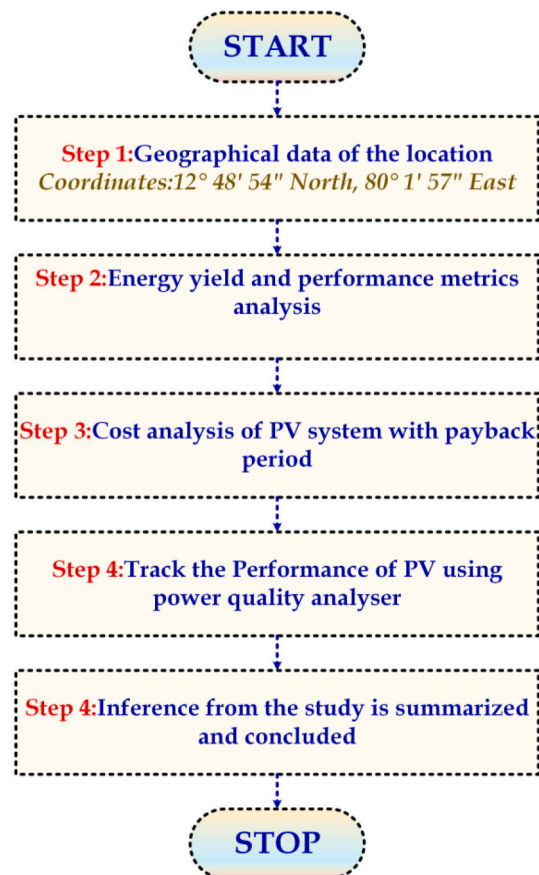 START
Step 1:Geographical data of the location
Coordinates:12° 48' 54" North, 80° 1' 57" East
Step 2:Energy yield and performance metrics
analysis
Step 3:Cost analysis of PV system with payback
period
Step 4:Track the Performance of PV using
power quality analyser
Step 4:Inference from the study is summarized
and concluded
STOP